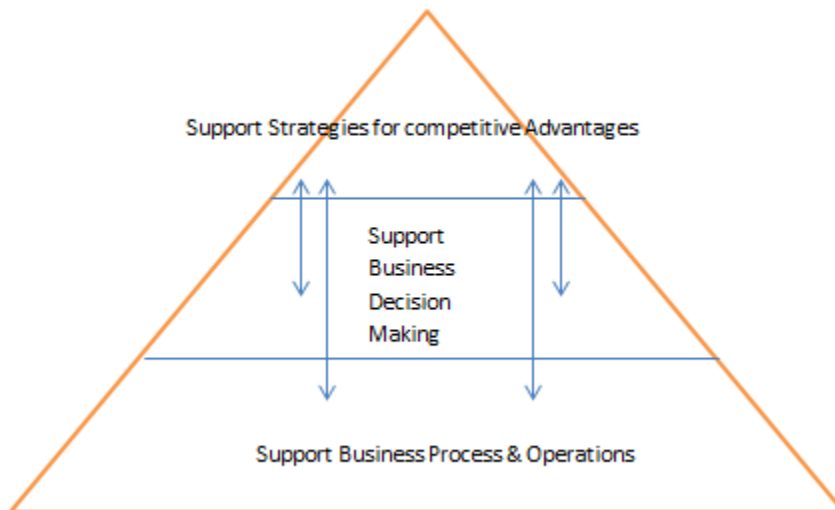 Support Strategies for competitive Advantages
Support
Business
Decision
Making
Support Business Process & Operations